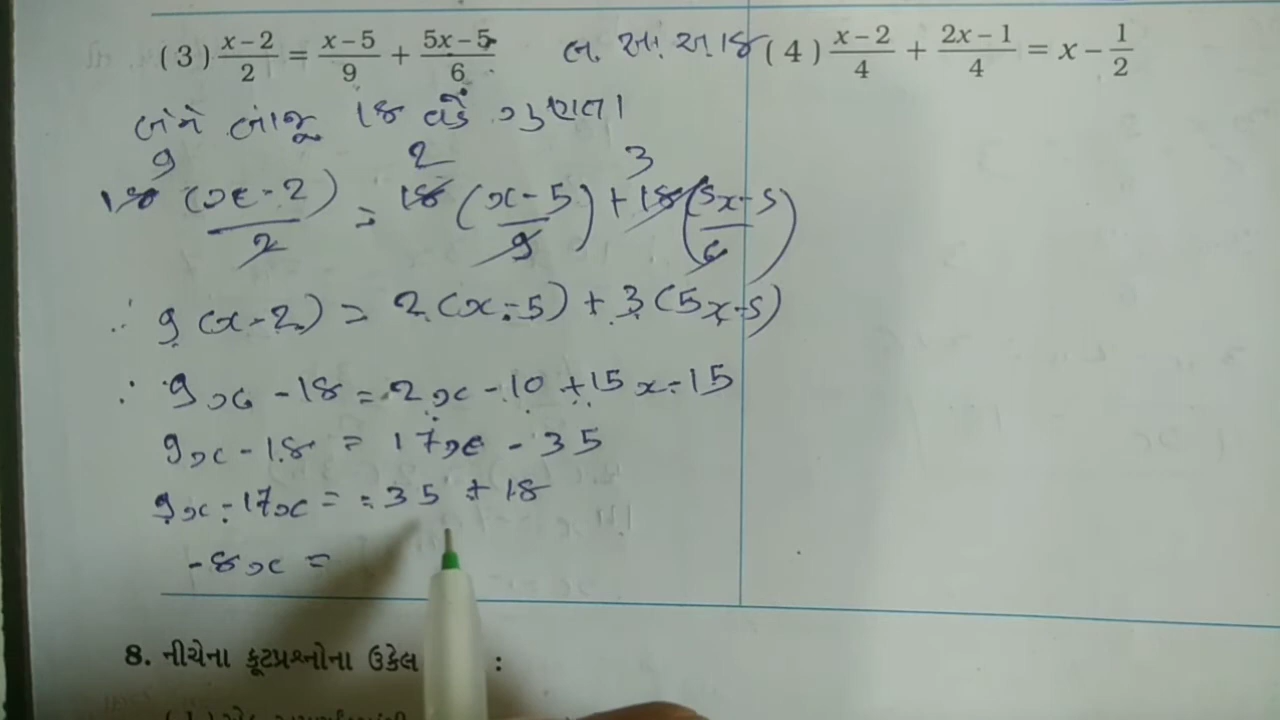 (3) x-2/2 = x-5/9 + 5x-5/6 લ. સા. અ. 18 (4) x-2/4 + 2x-1/4 = x - 1/2
બંને બાજુ 18 વડે ગુણતા
9 2 3
18 (x-2)/2 = 18 (x-5/9) + 18 (5x-5/6)
∴ 9 (x-2) = 2 (x-5) + 3 (5x-5)
∴ 9x - 18 = 2x - 10 + 15x - 15
9x - 18 = 17x - 35
9x - 17x = -35 + 18
-8x =
8. નીચેના કૂટપ્રશ્નોના ઉકેલ :